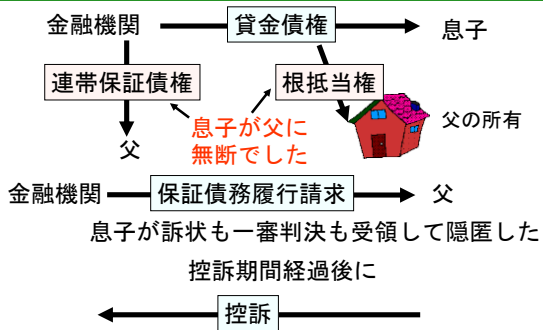 金融機関 貸金債権 息子
連帯保証債権 根抵当権
息子が父に
無断でした
父の所有
父
金融機関 保証債務履行請求 父
息子が訴状も一審判決も受領して隠匿した
控訴期間経過後に
控訴